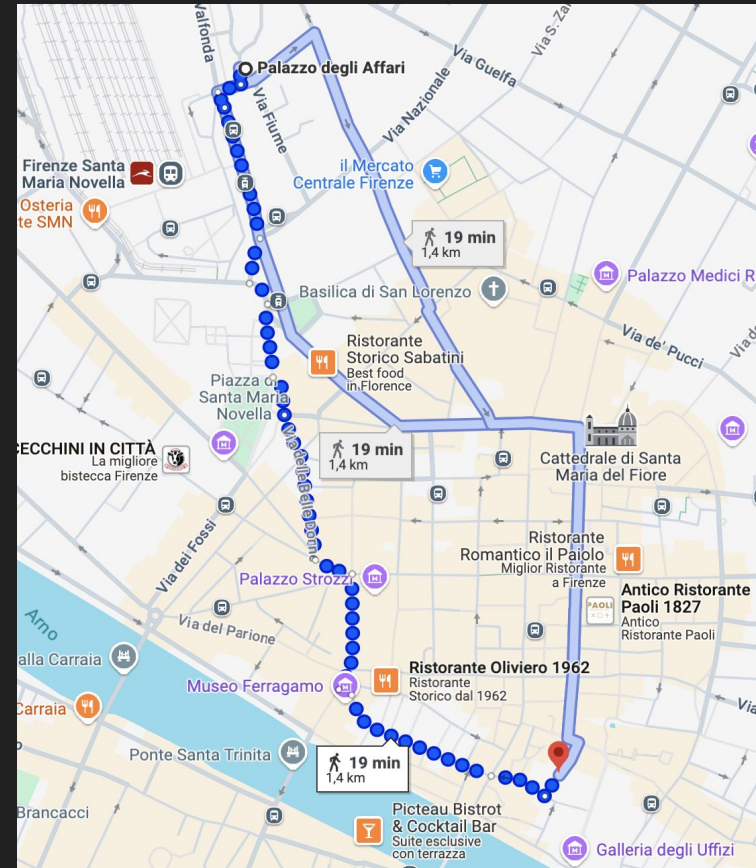 Valfonda
Via S. Za
Via Guelfa
Palazzo degli Affari
Via Fiume
Via Nazionale
Firenze Santa
Maria Novella
il Mercato
Centrale Firenze
Osteria
te SMN
19 min
1,4 km
Palazzo Medici R
Basilica di San Lorenzo
Via de' Pucci
Via d
Ristorante
Storico Sabatini
Best food
in Florence
Piazza di
Santa Maria
Novella
CECCHINI IN CITTÀ
La migliore
bistecca Firenze
19 min
1,4 km
Cattedrale di Santa
Maria del Fiore
Via delle Belle Donne
Via dei Fossi
Ristorante
Romantico il Paiolo
Miglior Ristorante
a Firenze
Palazzo Strozzi
Antico Ristorante
Paoli 1827
Antico
Ristorante Paoli
PAOLI
Arno
Via del Parione
alla Carraia
Ristorante Oliviero 1962
Ristorante
Storico dal 1962
Museo Ferragamo
Carraia
Via
Ponte Santa Trinita
19 min
1,4 km
Brancacci
Picteau Bistrot
& Cocktail Bar
Suite esclusive
con terrazza
Galleria degli Uffizi